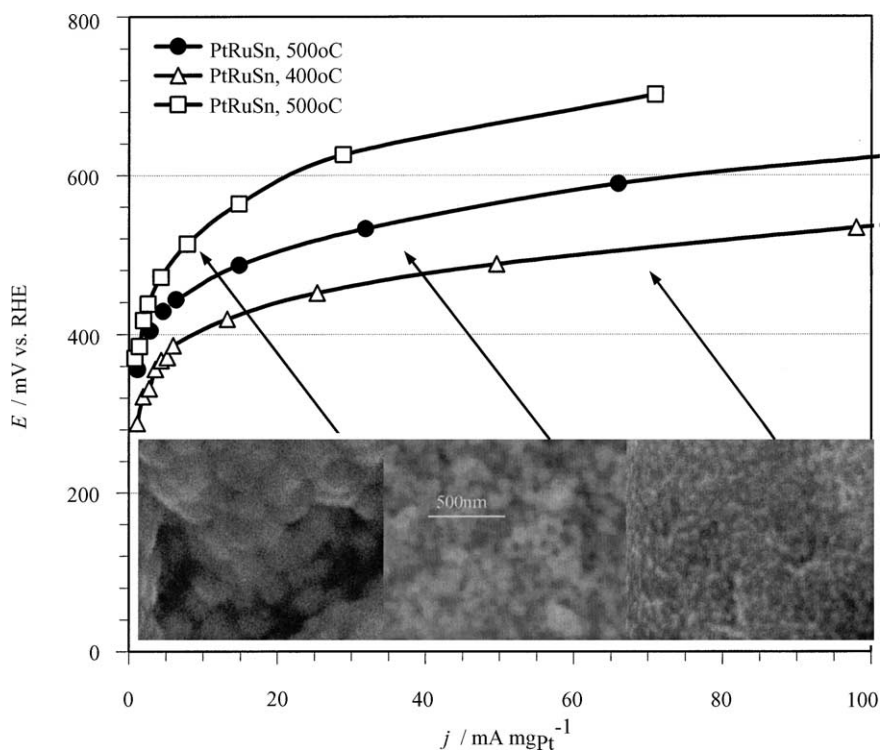 800
PtRuSn, 500oC
PtRuSn, 400oC
PtRuSn, 500oC
600
400
200
0
E / mV vs. RHE
500nm
0 20 40 60 80 100
j / mA mgPt-1